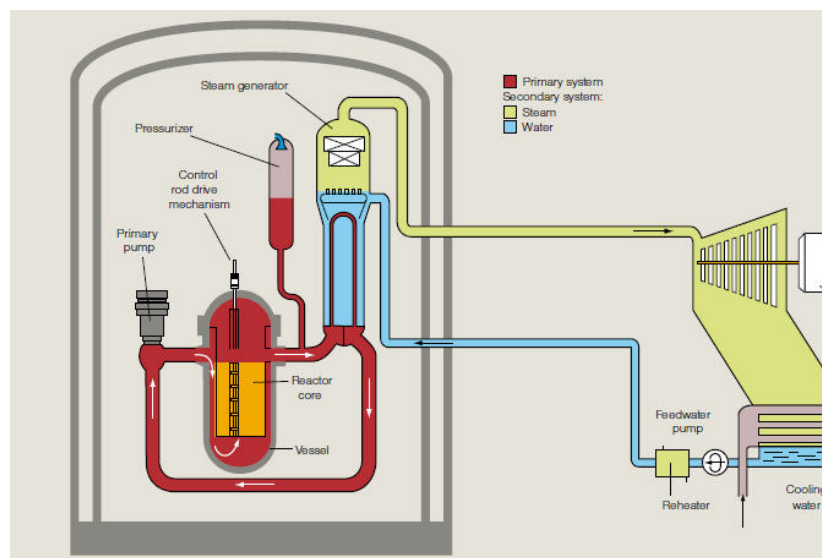 Steam generator
Pressurizer
Control
rod drive
mechanism
Primary
pump
Reactor
core
Vessel
Primary system
Secondary system:
Steam
Water
Feedwater
pump
Reheater
Cooling
water